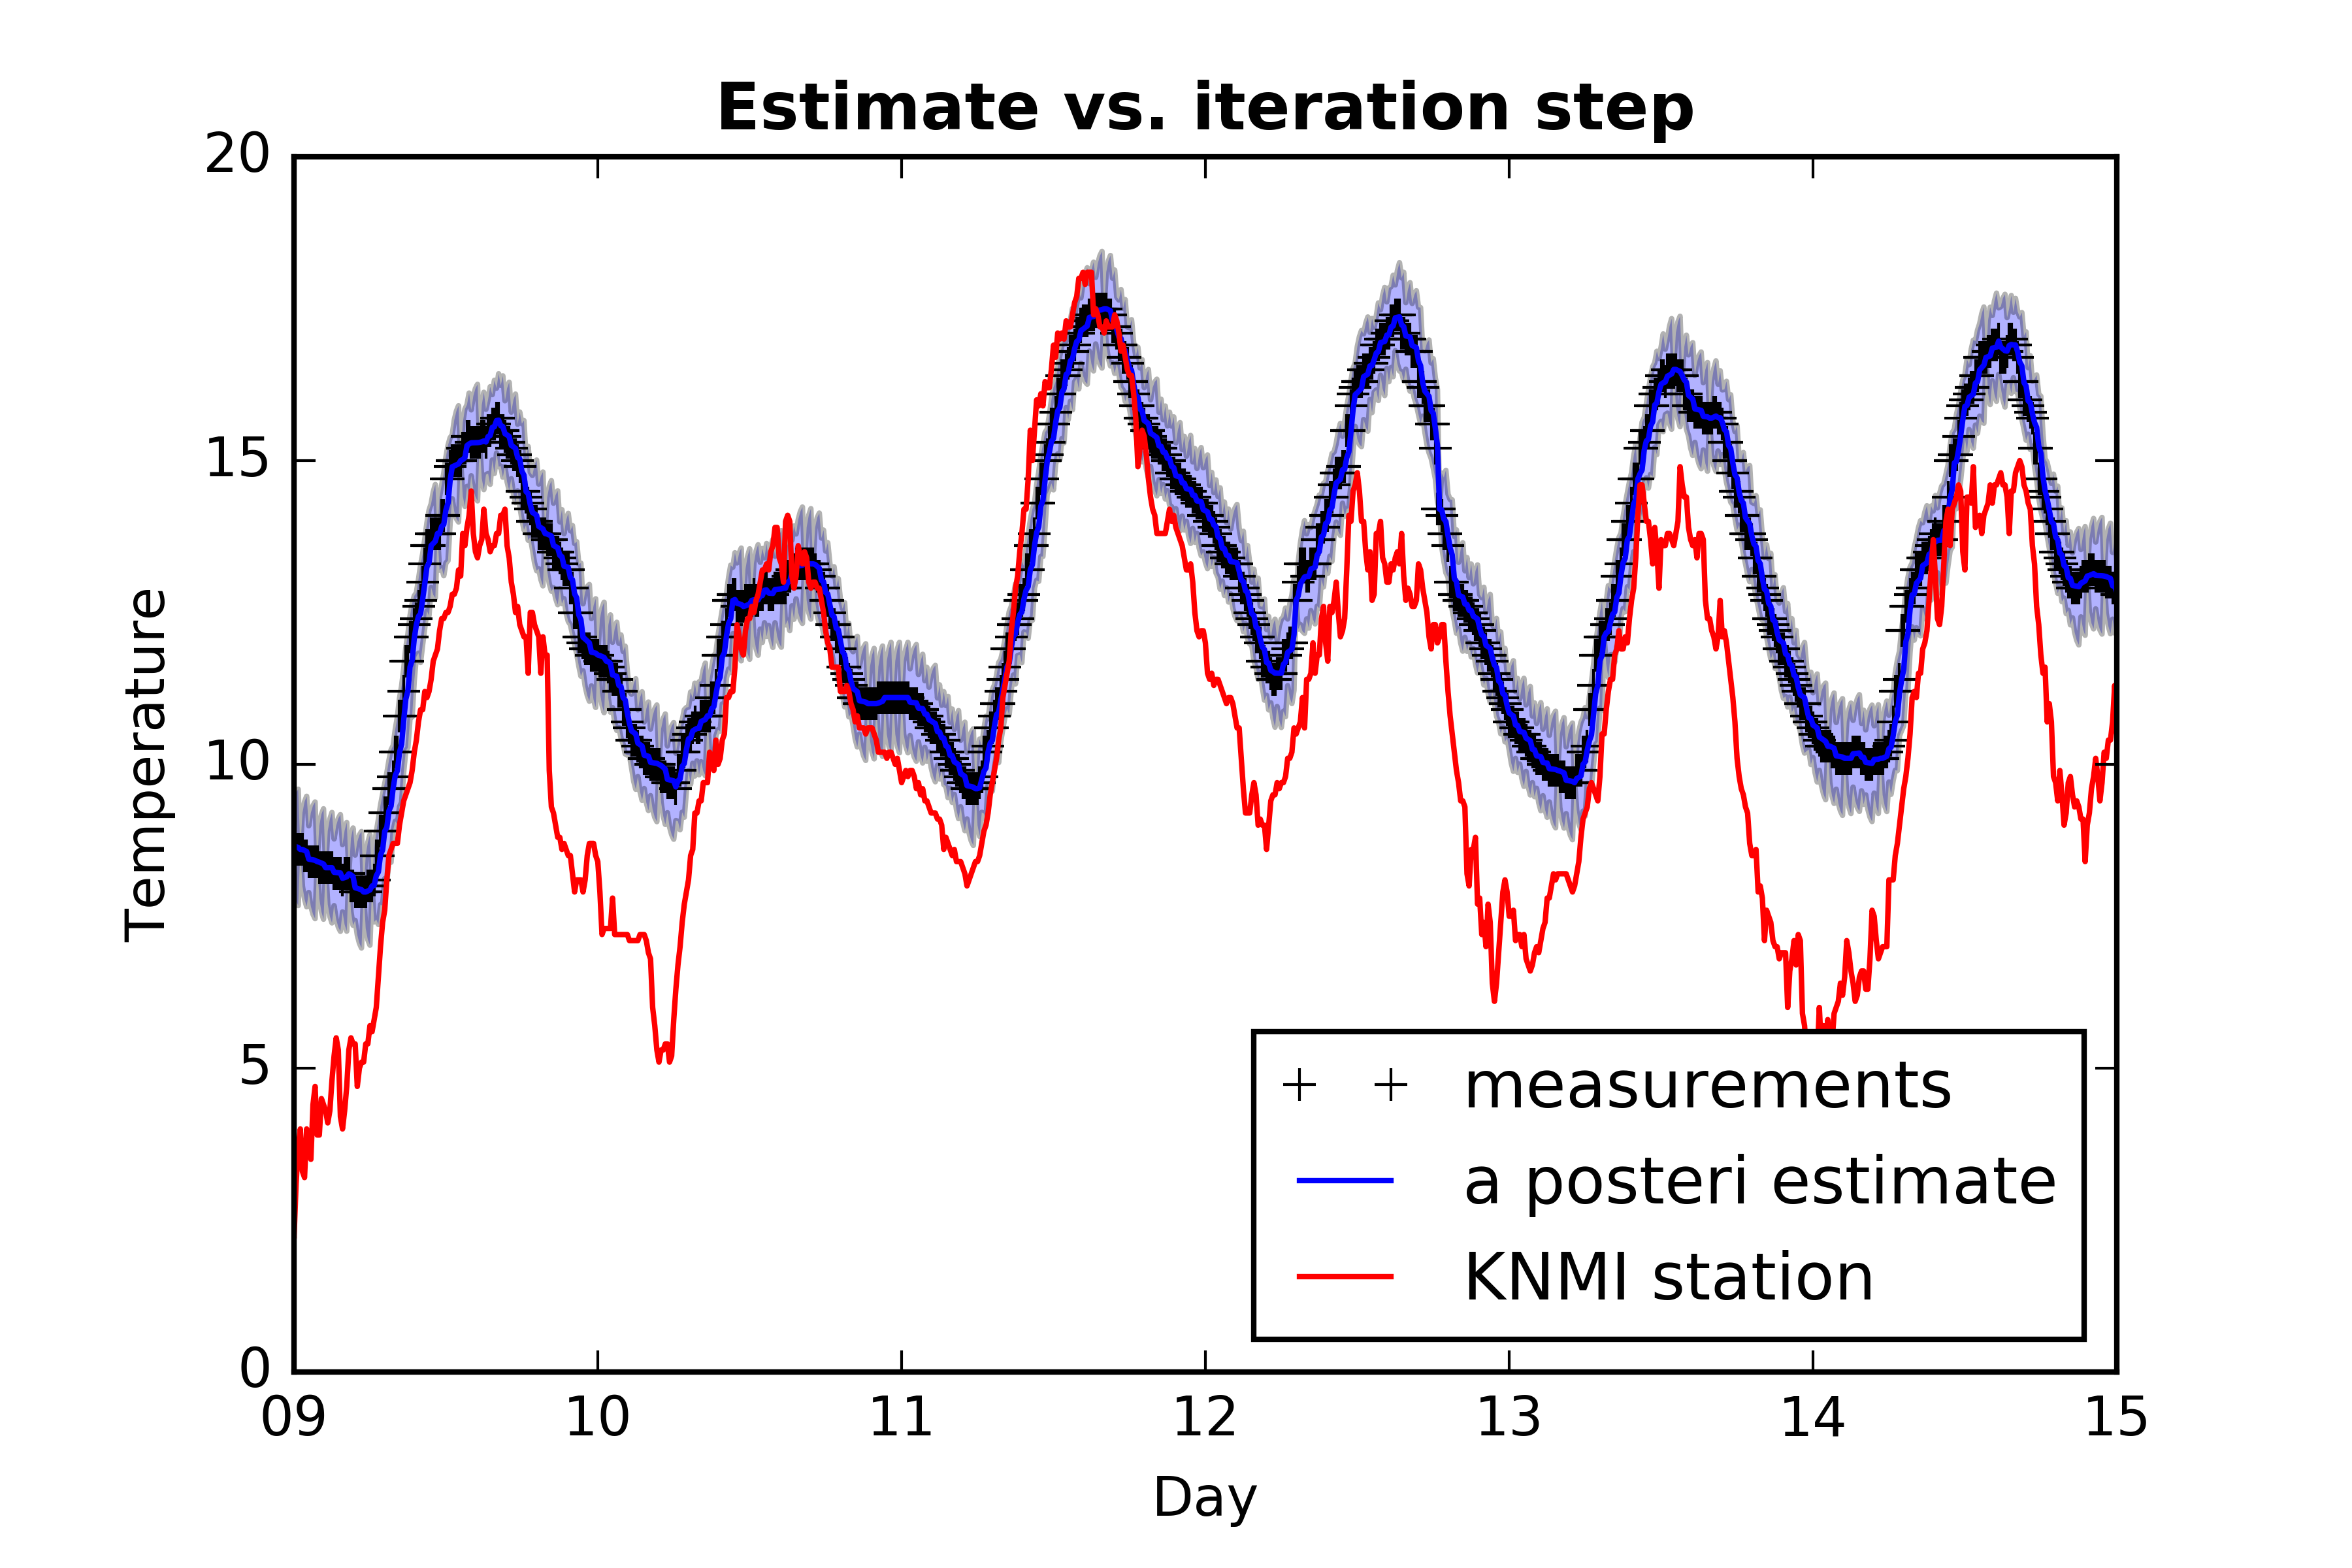 Estimate vs. iteration step
20
15
10
5
0
Temperature
09 10 11 12 13 14 15
Day
measurements
a posteri estimate
KNMI station